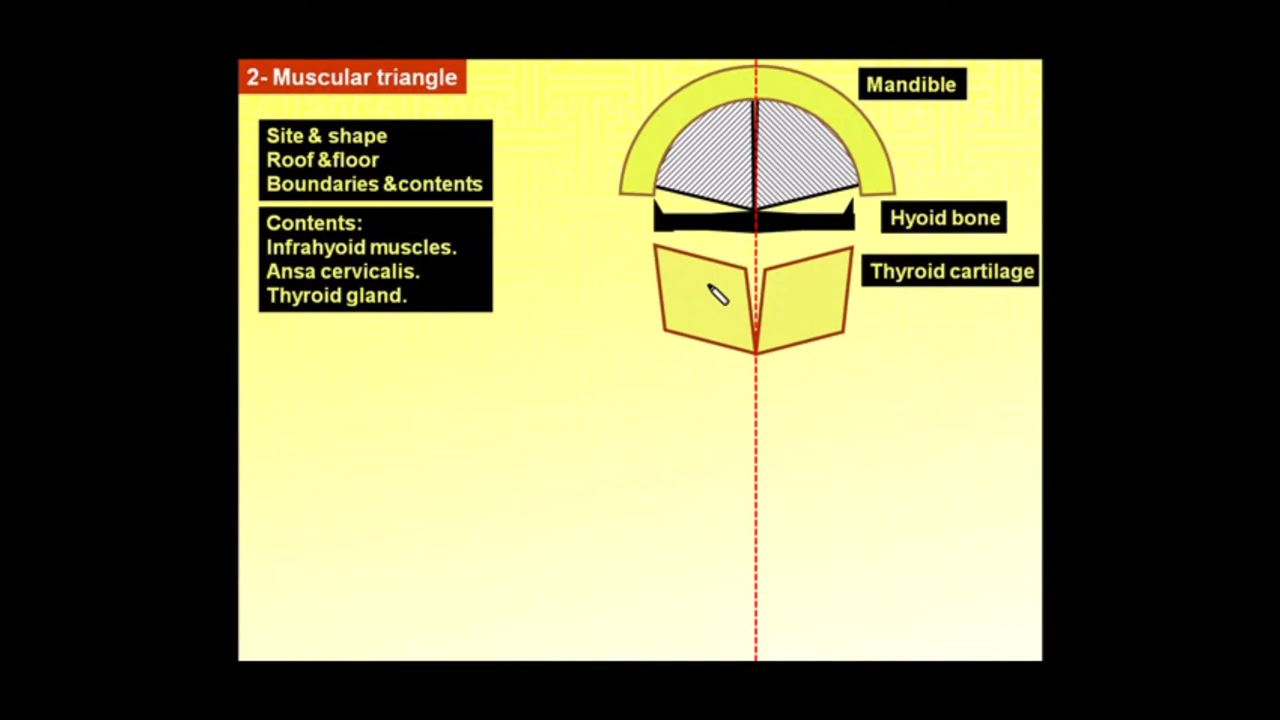 2- Muscular triangle
Site & shape
Roof &floor
Boundaries &contents
Contents:
Infrahyoid muscles.
Ansa cervicalis.
Thyroid gland.
Mandible
Hyoid bone
Thyroid cartilage